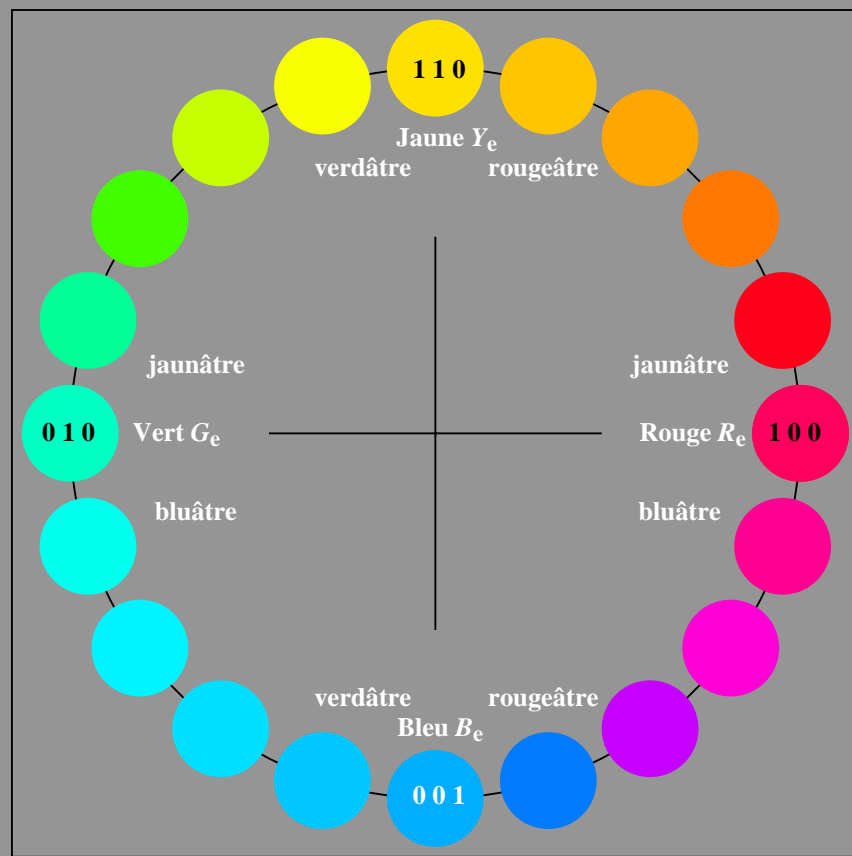 1 1 0
Jaune Yₑ
verdâtre rougeâtre
jaunâtre jaunâtre
0 1 0 Vert Gₑ Rouge Rₑ 1 0 0
bluâtre bluâtre
verdâtre rougeâtre
Bleu Bₑ
0 0 1